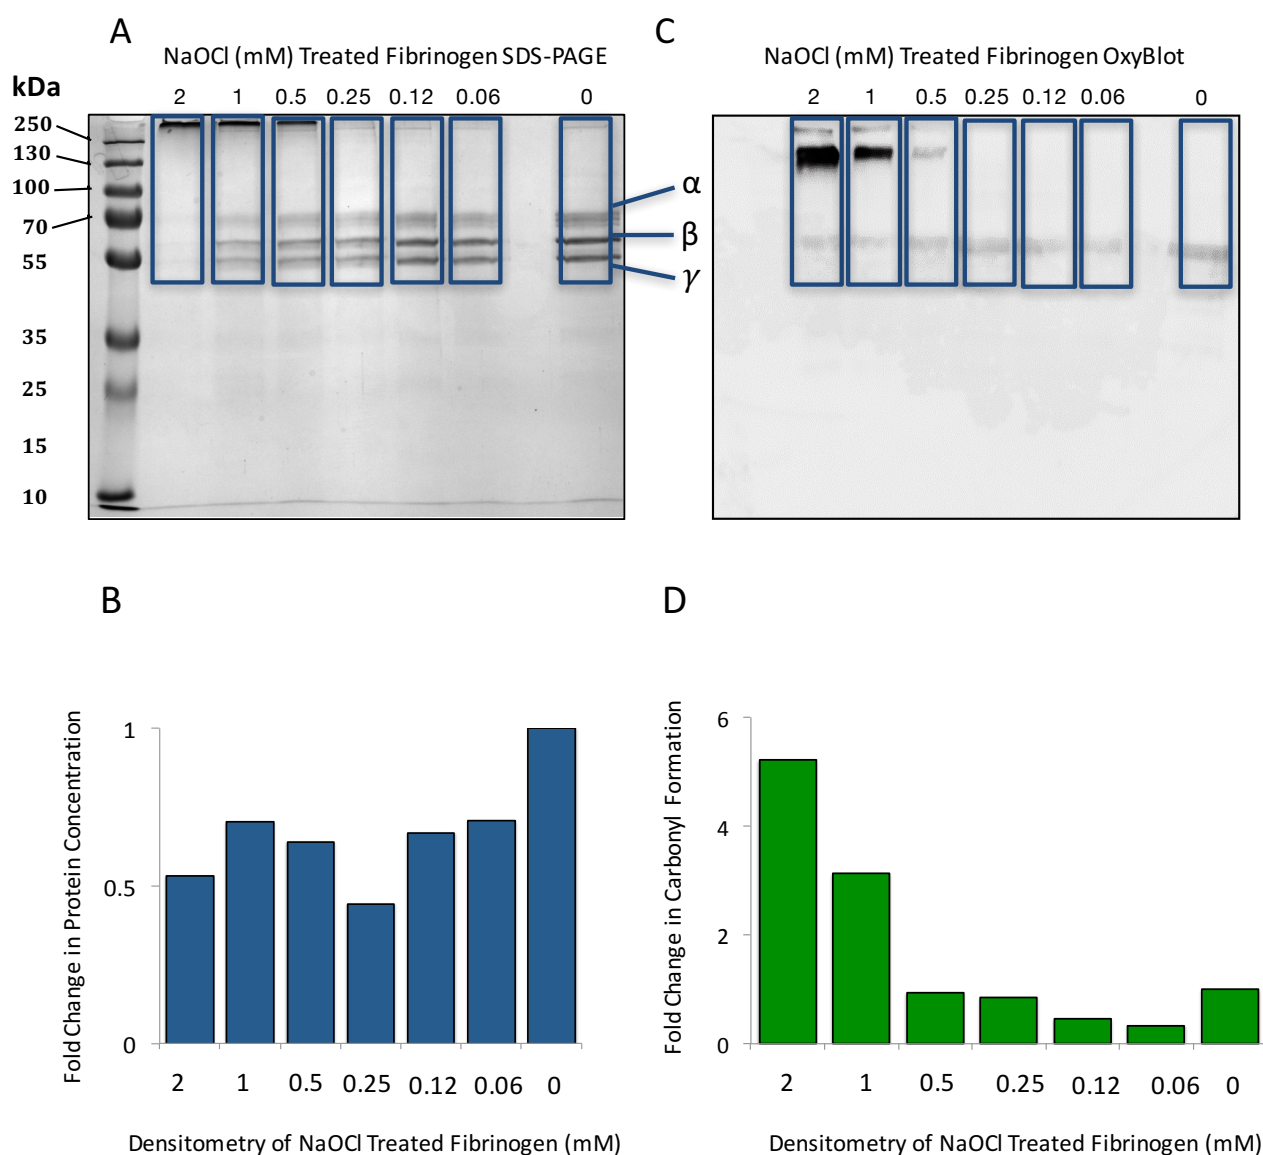 A
NaOCl (mM) Treated Fibrinogen SDS-PAGE
kDa
2 1 0.5 0.25 0.12 0.06 0
250
130
100
70
55
35
25
15
10
α
β
γ
C
NaOCl (mM) Treated Fibrinogen OxyBlot
2 1 0.5 0.25 0.12 0.06 0
B
Fold Change in Protein Concentration
1
0.5
0
2 1 0.5 0.25 0.12 0.06 0
Densitometry of NaOCl Treated Fibrinogen (mM)
D
Fold Change in Carbonyl Formation
6
4
2
0
2 1 0.5 0.25 0.12 0.06 0
Densitometry of NaOCl Treated Fibrinogen (mM)